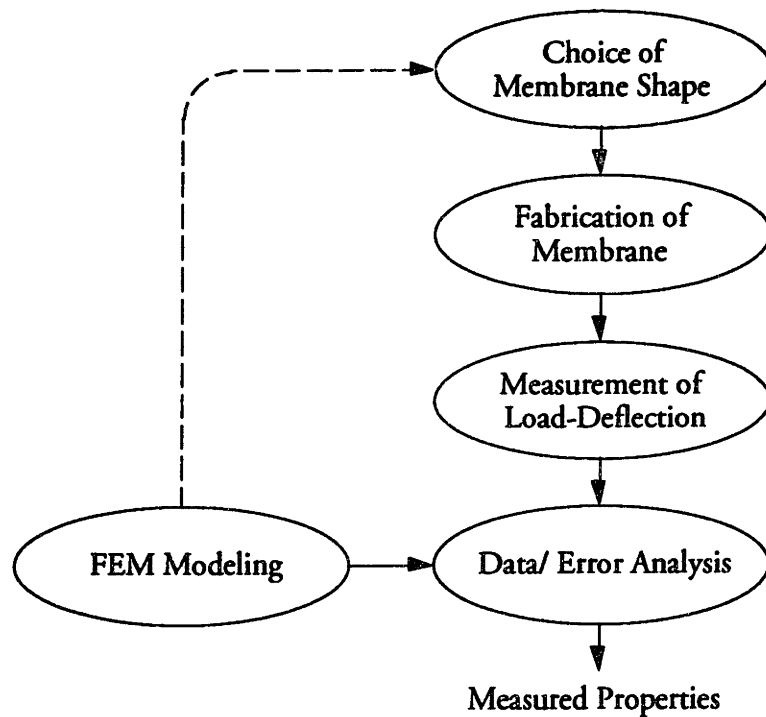 Choice of
Membrane Shape
Fabrication of
Membrane
Measurement of
Load-Deflection
FEM Modeling
Data/ Error Analysis
Measured Properties